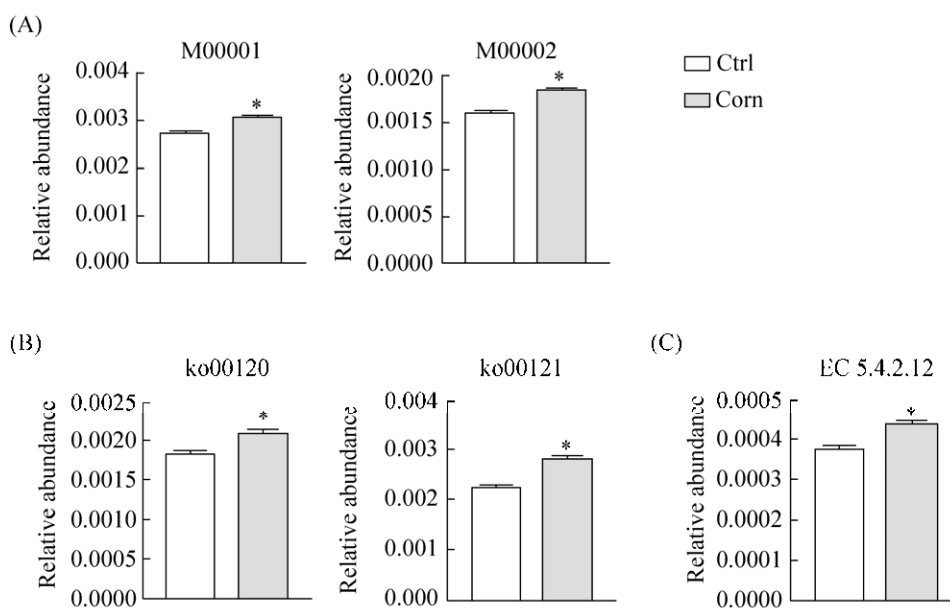 (A)
M00001
Relative abundance
0.004
0.003
0.002
0.001
0.000
*
M00002
Relative abundance
0.0020
0.0015
0.0010
0.0005
0.0000
*
Ctrl
Corn
(B)
ko00120
Relative abundance
0.0025
0.0020
0.0015
0.0010
0.0005
0.0000
*
ko00121
Relative abundance
0.004
0.003
0.002
0.001
0.000
*
(C)
EC 5.4.2.12
Relative abundance
0.0005
0.0004
0.0003
0.0002
0.0001
0.0000
*